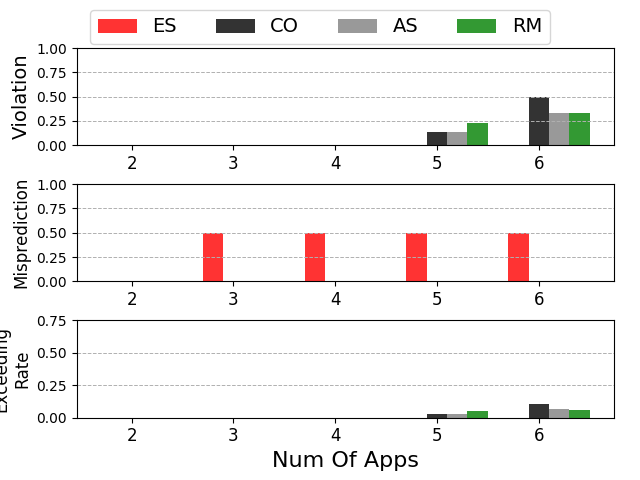 ES CO AS RM
Violation
1.00
0.75
0.50
0.25
0.00
2 3 4 5 6
Misprediction
1.00
0.75
0.50
0.25
0.00
2 3 4 5 6
Exceeding
Rate
0.75
0.50
0.25
0.00
2 3 4 5 6
Num Of Apps